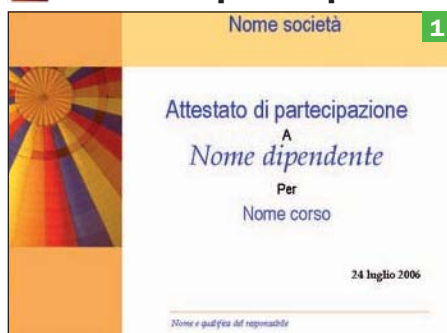 Nome società
1
Attestato di partecipazione
A
Nome dipendente
Per
Nome corso
24 luglio 2006
Nome e qualifica del responsabile